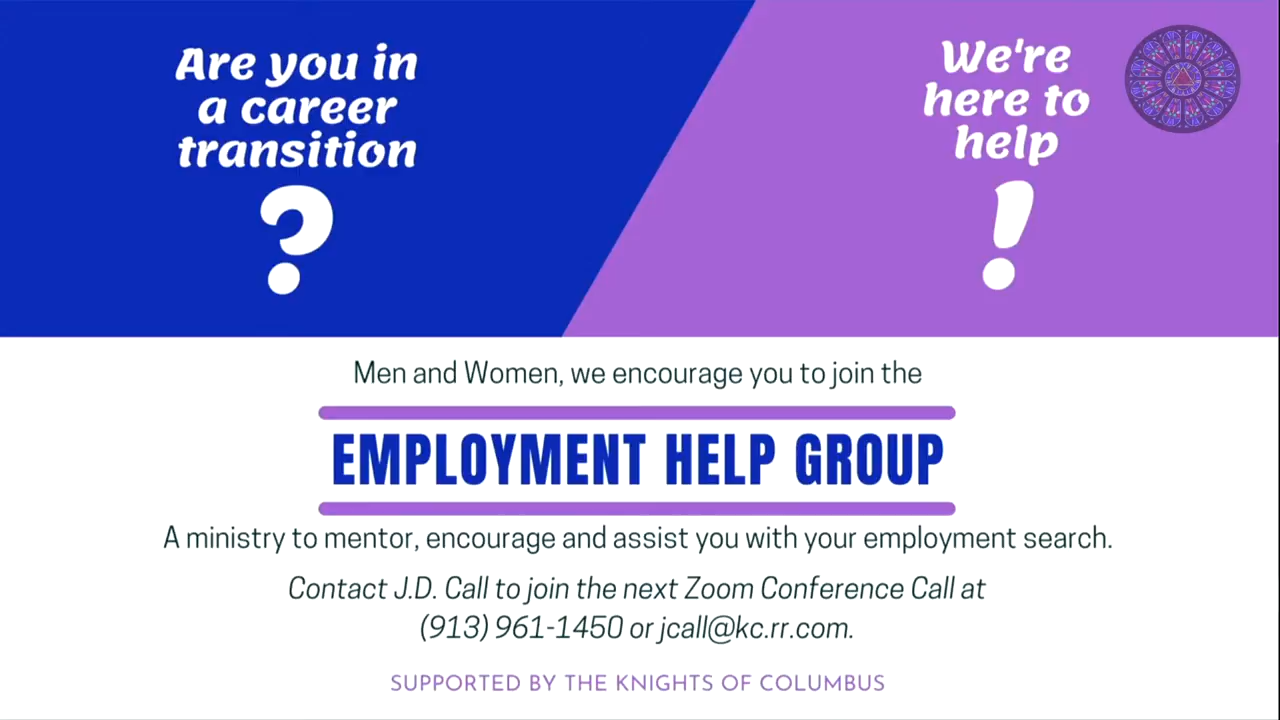 Are you in
a career
transition
?
We're
here to
help
!
Men and Women, we encourage you to join the
EMPLOYMENT HELP GROUP
A ministry to mentor, encourage and assist you with your employment search.
Contact J.D. Call to join the next Zoom Conference Call at
(913) 961-1450 or jcall@kc.rr.com.
SUPPORTED BY THE KNIGHTS OF COLUMBUS